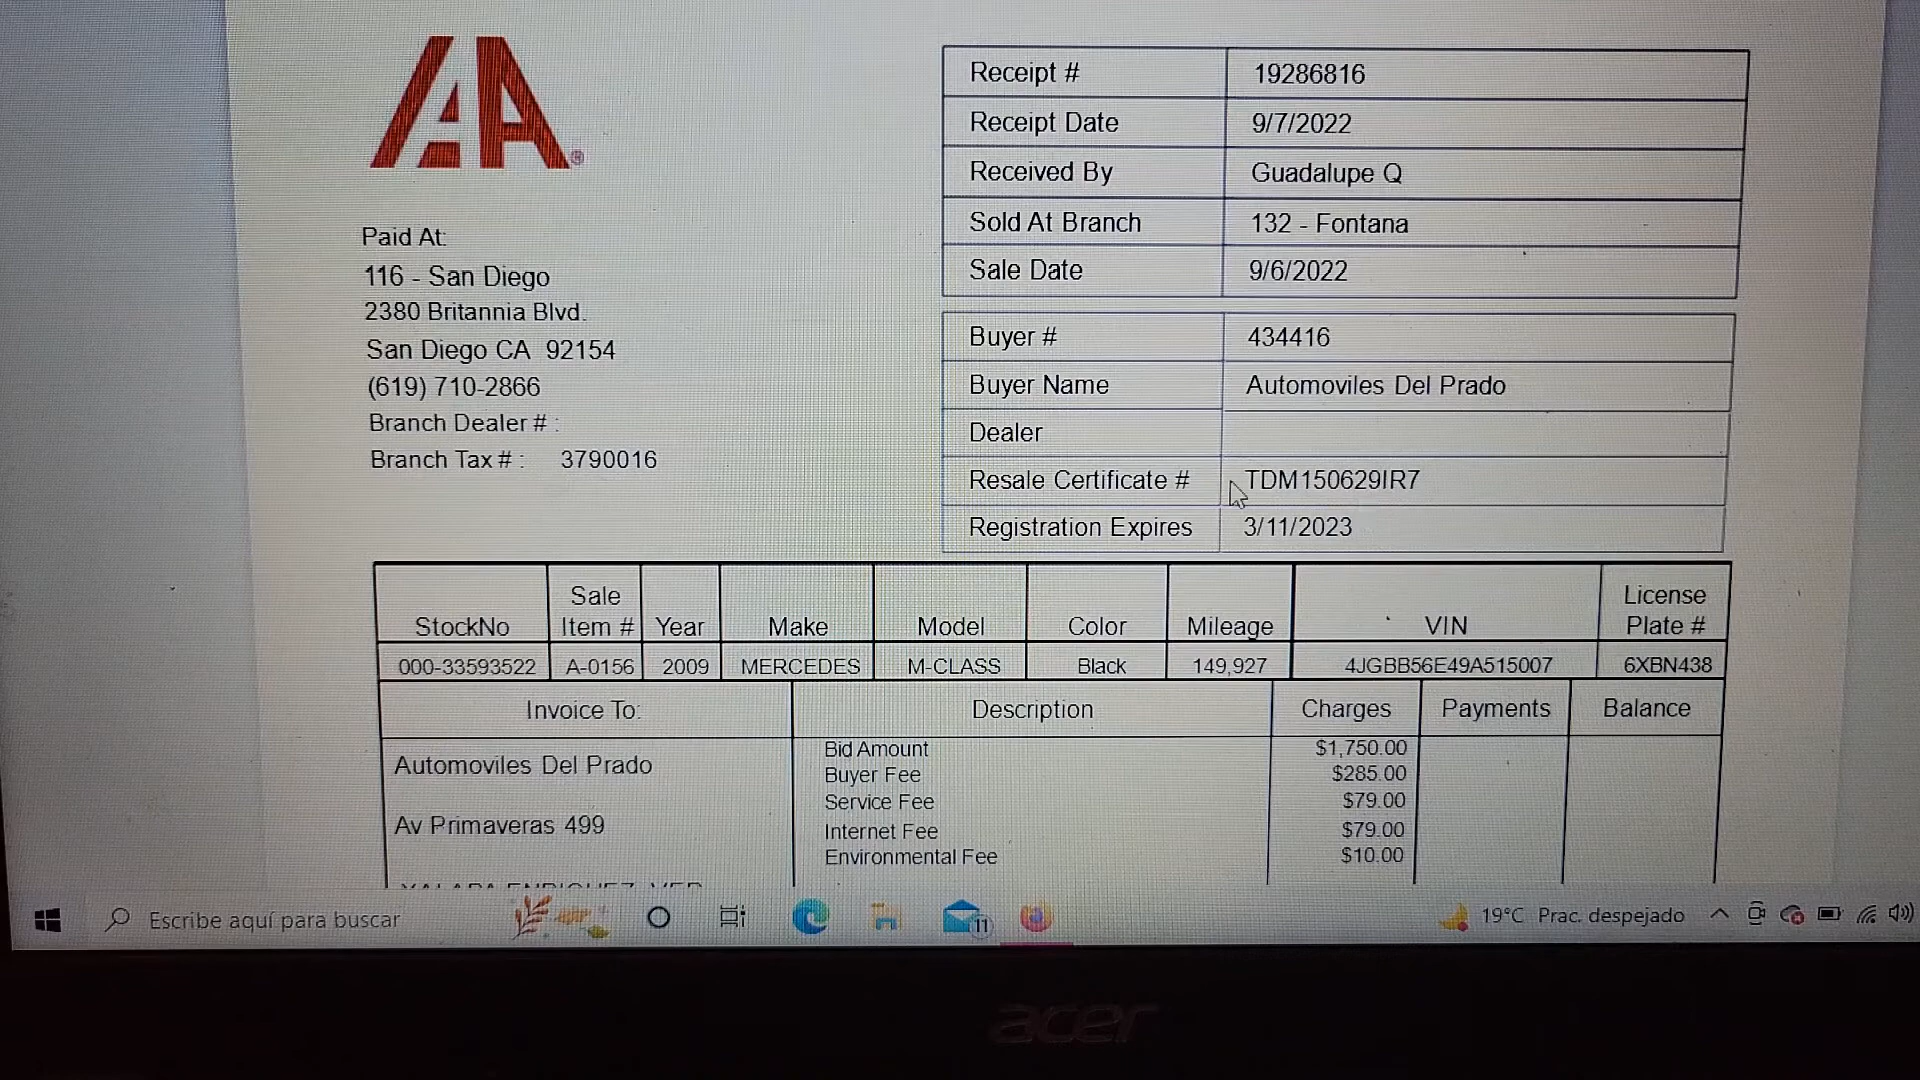 IAA®
Receipt # 19286816
Receipt Date 9/7/2022
Received By Guadalupe Q
Sold At Branch 132 - Fontana
Sale Date 9/6/2022
Paid At:
116 - San Diego
2380 Britannia Blvd.
San Diego CA 92154
(619) 710-2866
Branch Dealer # :
Branch Tax # : 3790016
Buyer # 434416
Buyer Name Automoviles Del Prado
Dealer
Resale Certificate # TDM150629IR7
Registration Expires 3/11/2023
StockNo Sale Item # Year Make Model Color Mileage VIN License Plate #
000-33593522 A-0156 2009 MERCEDES M-CLASS Black 149,927 4JGBB56E49A515007 6XBN438
Invoice To: Description Charges Payments Balance
Automoviles Del Prado
Av Primaveras 499
Bid Amount $1,750.00
Buyer Fee $285.00
Service Fee $79.00
Internet Fee $79.00
Environmental Fee $10.00
Escribe aquí para buscar
11
19°C Prac. despejado
acer